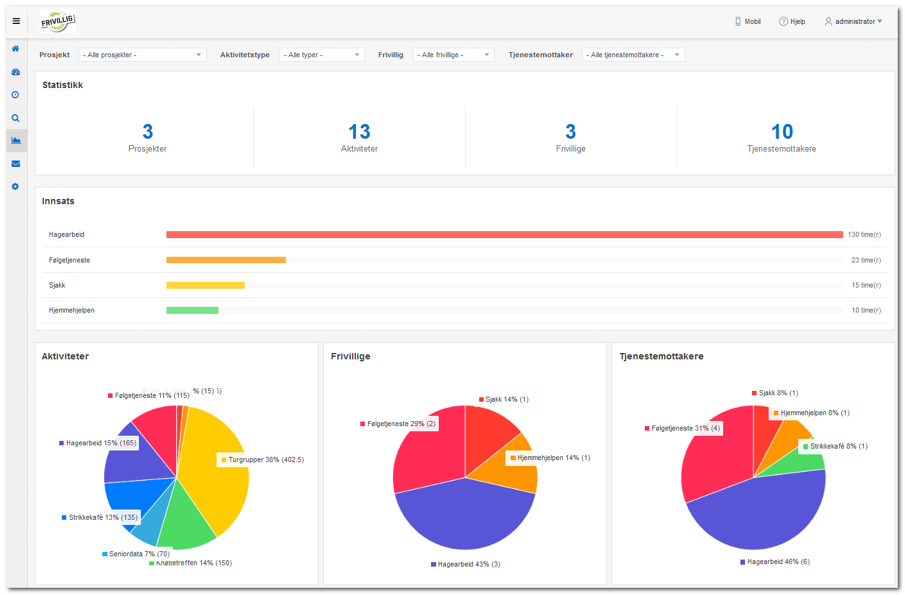 FRIVILLIG
Mobil
Hjelp
administrator
Prosjekt
- Alle prosjekter -
Aktivitetstype
- Alle typer -
Frivillig
- Alle frivillige -
Tjenestemottaker
- Alle tjenestemottakere -
Statistikk
3
Prosjekter
13
Aktiviteter
3
Frivillige
10
Tjenestemottakere
Innsats
Hagearbeid
130 time(r)
Følgetjeneste
23 time(r)
Sjakk
15 time(r)
Hjemmehjelpen
10 time(r)
Aktiviteter
% (15)
Følgetjeneste 11% (115)
Hagearbeid 15% (165)
Turgrupper 38% (402.5)
Strikkekafè 13% (135)
Seniordata 7% (70)
Knøttetreffen 14% (150)
Frivillige
Sjakk 14% (1)
Følgetjeneste 29% (2)
Hjemmehjelpen 14% (1)
Hagearbeid 43% (3)
Tjenestemottakere
Sjakk 8% (1)
Hjemmehjelpen 8% (1)
Følgetjeneste 31% (4)
Strikkekafè 8% (1)
Hagearbeid 46% (6)